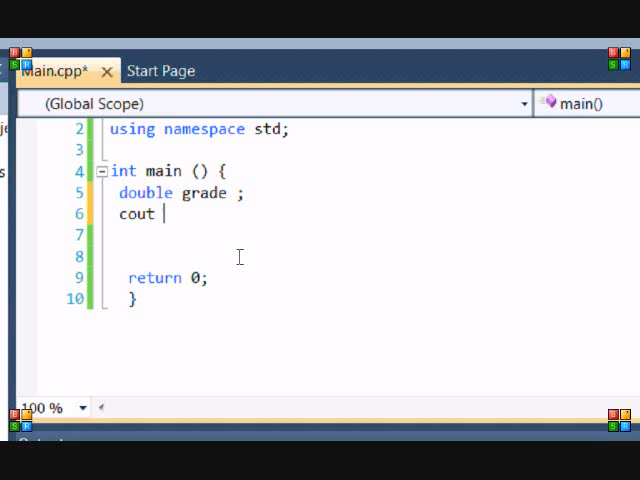 Main.cpp* × Start Page
(Global Scope) main()
2 using namespace std;
3
4 int main () {
5 double grade ;
6 cout
7
8
9 return 0;
10 }
100 %